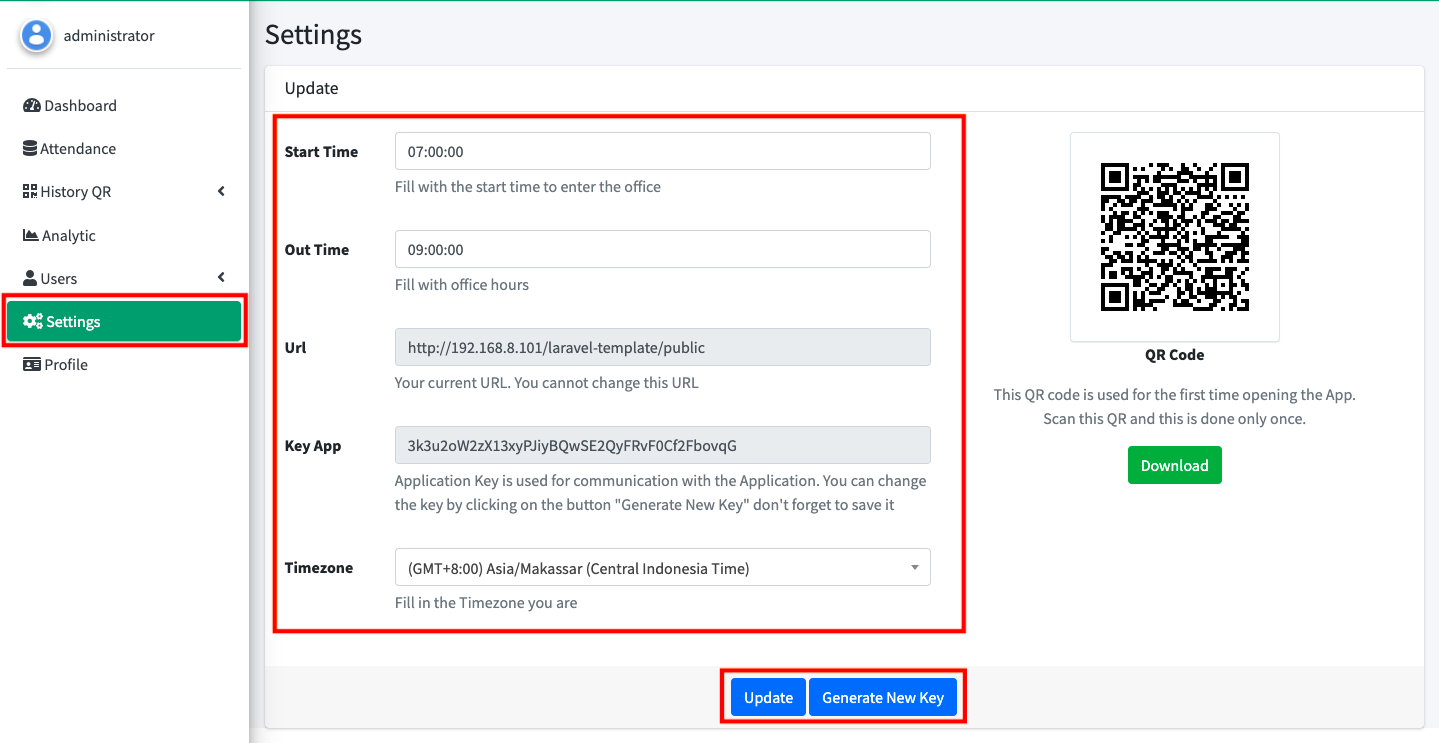 administrator
Dashboard
Attendance
History QR
Analytic
Users
Settings
Profile
Settings
Update
Start Time
07:00:00
Fill with the start time to enter the office
Out Time
09:00:00
Fill with office hours
Url
http://192.168.8.101/laravel-template/public
Your current URL. You cannot change this URL
Key App
3k3u2oW2zX13xyPJiyBQwSE2QyFRvF0Cf2FbovqG
Application Key is used for communication with the Application. You can change
the key by clicking on the button "Generate New Key" don't forget to save it
Timezone
(GMT+8:00) Asia/Makassar (Central Indonesia Time)
Fill in the Timezone you are
QR Code
This QR code is used for the first time opening the App.
Scan this QR and this is done only once.
Download
Update
Generate New Key